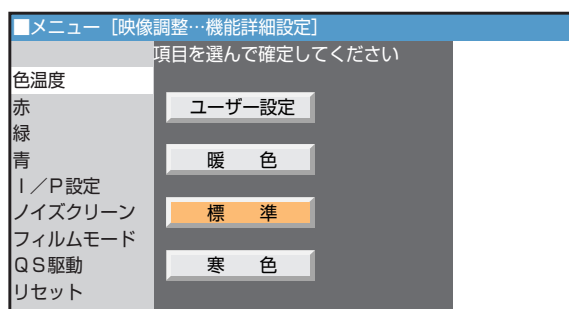 ■メニュー［映像調整…機能詳細設定］
項目を選んで確定してください
色温度
赤
緑
青
Ｉ／Ｐ設定
ノイズクリーン
フィルムモード
ＱＳ駆動
リセット
ユーザー設定
暖　色
標　準
寒　色